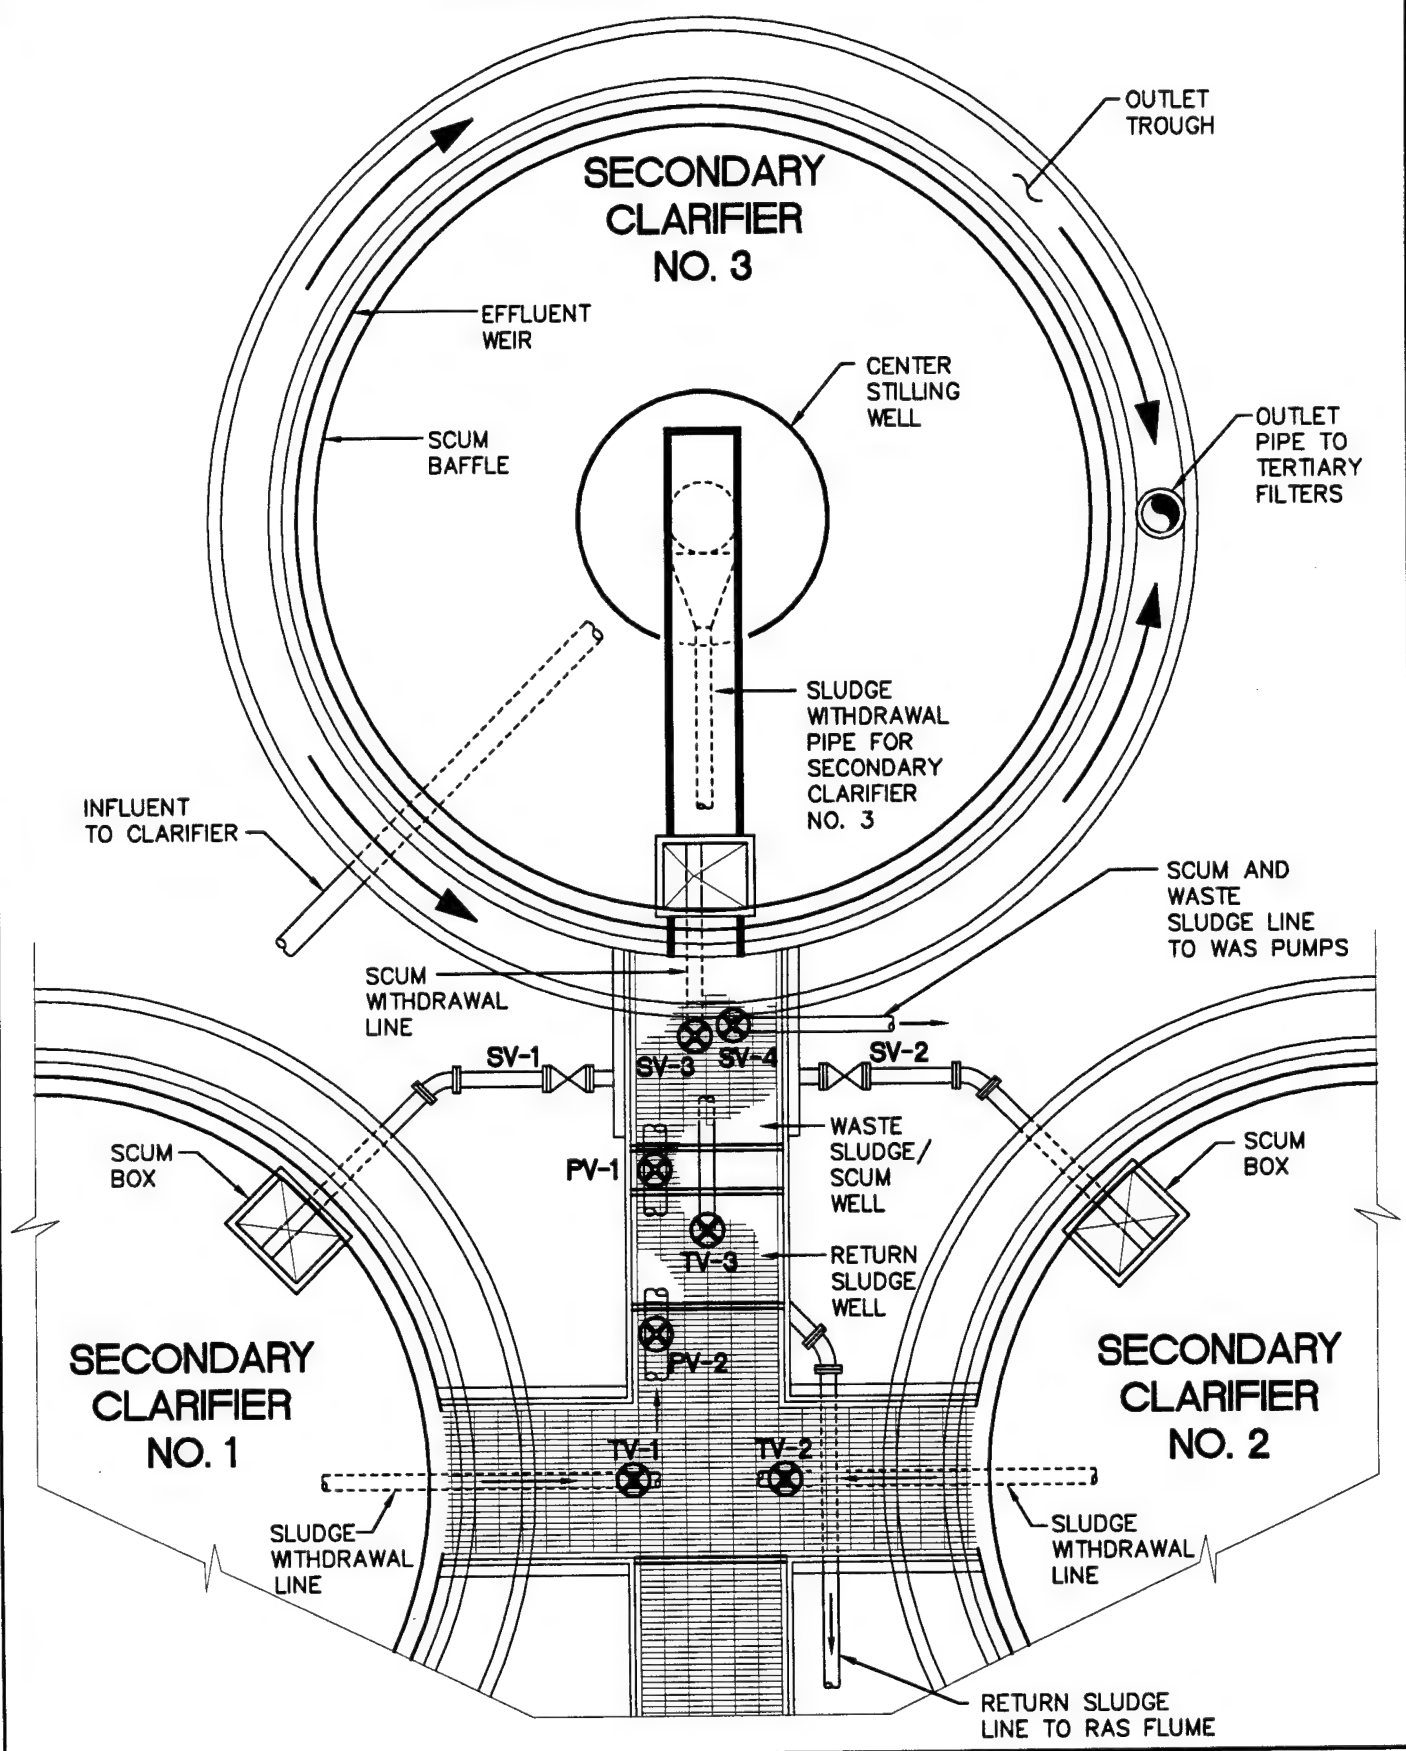 OUTLET
TROUGH
SECONDARY
CLARIFIER
NO. 3
EFFLUENT
WEIR
CENTER
STILLING
WELL
SCUM
BAFFLE
OUTLET
PIPE TO
TERTIARY
FILTERS
SLUDGE
WITHDRAWAL
PIPE FOR
SECONDARY
CLARIFIER
NO. 3
INFLUENT
TO CLARIFIER
SCUM AND
WASTE
SLUDGE LINE
TO WAS PUMPS
SCUM
WITHDRAWAL
LINE
SV-1
SV-3
SV-4
SV-2
SCUM
BOX
PV-1
WASTE
SLUDGE/
SCUM
WELL
SCUM
BOX
TV-3
RETURN
SLUDGE
WELL
PV-2
SECONDARY
CLARIFIER
NO. 1
SECONDARY
CLARIFIER
NO. 2
TV-1
TV-2
SLUDGE
WITHDRAWAL
LINE
SLUDGE
WITHDRAWAL
LINE
RETURN SLUDGE
LINE TO RAS FLUME